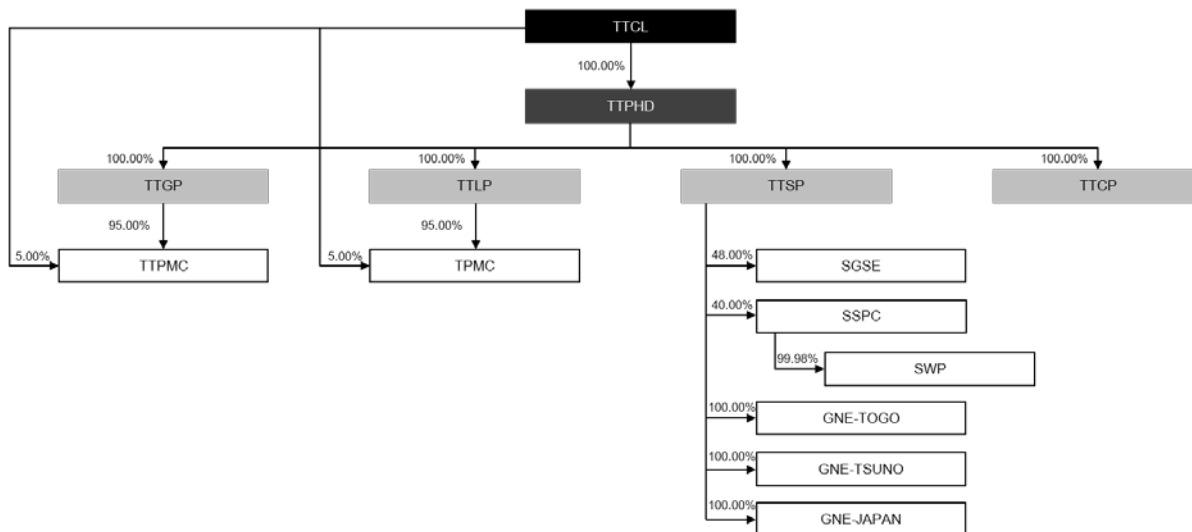 TTCL
100.00%
TTPHD
100.00% 100.00% 100.00% 100.00%
TTGP TTLP TTSP TTCP
95.00% 95.00%
5.00% TTPMC 5.00% TPMC 48.00% SGSE
40.00% SSPC
99.98% SWP
100.00% GNE-TOGO
100.00% GNE-TSUNO
100.00% GNE-JAPAN